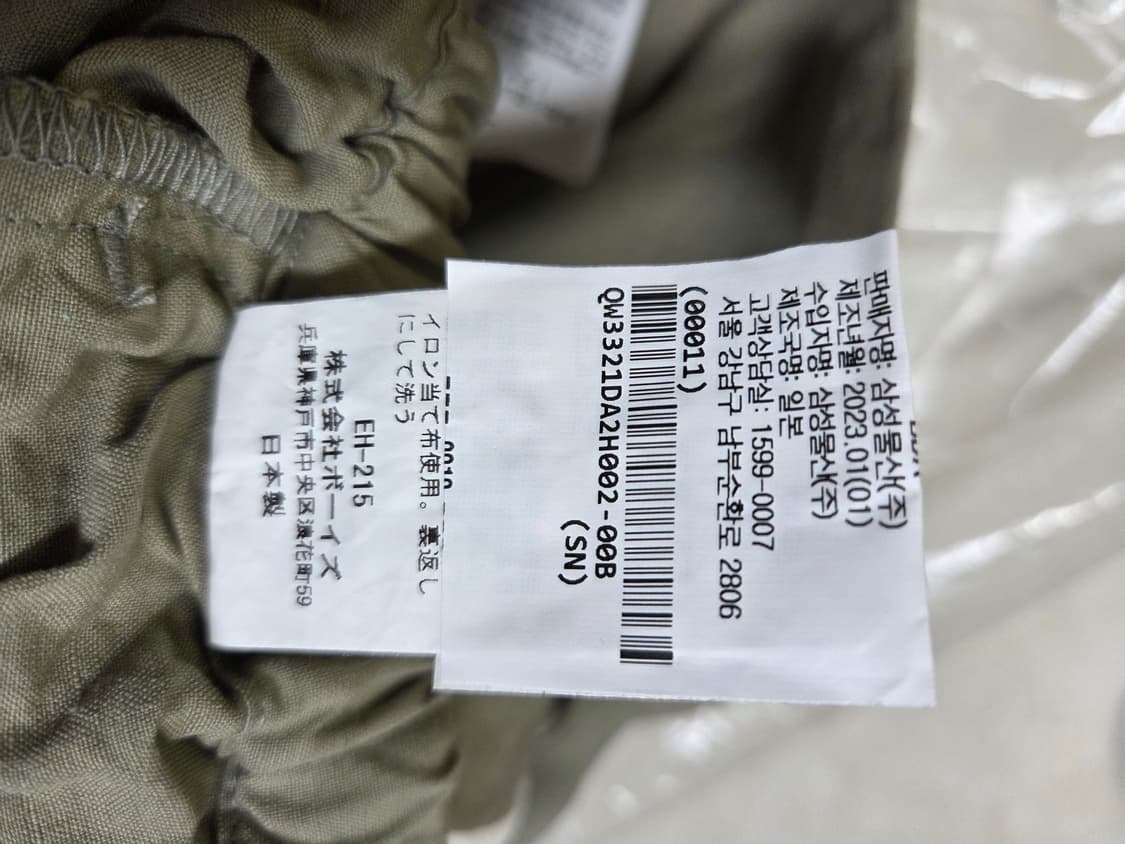 판매자명: 삼성물산(주)
제조년월: 2023.01(01)
수입자명: 삼성물산(주)
제조국명: 일본
고객상담실: 1599-0007
서울 강남구 남부순환로 2806
(00011)
QW3321DA2H002-00B
(SN)
イロン当て布使用。裏返し
にして洗う
EH-215
株式会社ボーイズ
兵庫県神戸市中央区浪花町59
日本製